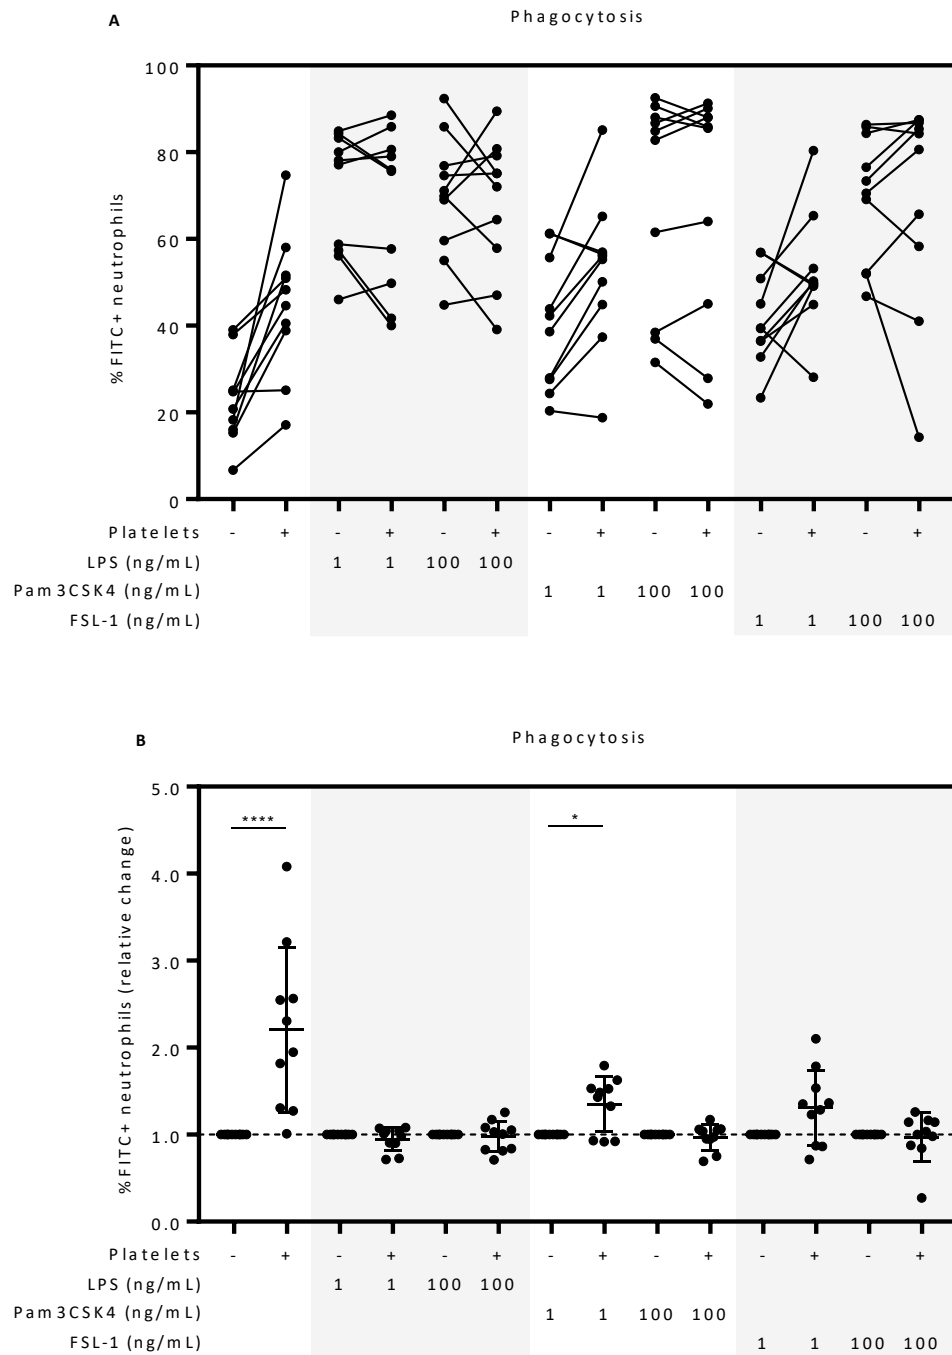 A
Phagocytosis
% FITC+ neutrophils
100
80
60
40
20
0
Platelets - + - + - + - + - + - + - +
LPS (ng/mL) 1 1 100 100
Pam3CSK4 (ng/mL) 1 1 100 100
FSL-1 (ng/mL) 1 1 100 100
B
Phagocytosis
%FITC+ neutrophils (relative change)
5.0
4.0
3.0
2.0
1.0
0.0
****
*
Platelets - + - + - + - + - + - + - +
LPS (ng/mL) 1 1 100 100
Pam3CSK4 (ng/mL) 1 1 100 100
FSL-1 (ng/mL) 1 1 100 100